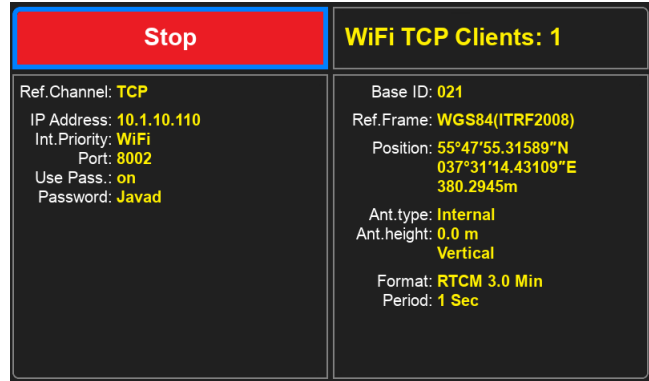 Stop
WiFi TCP Clients: 1
Ref.Channel: TCP
IP Address: 10.1.10.110
Int.Priority: WiFi
Port: 8002
Use Pass.: on
Password: Javad
Base ID: 021
Ref.Frame: WGS84(ITRF2008)
Position: 55°47′55.31589″N
037°31′14.43109″E
380.2945m
Ant.type: Internal
Ant.height: 0.0 m
Vertical
Format: RTCM 3.0 Min
Period: 1 Sec